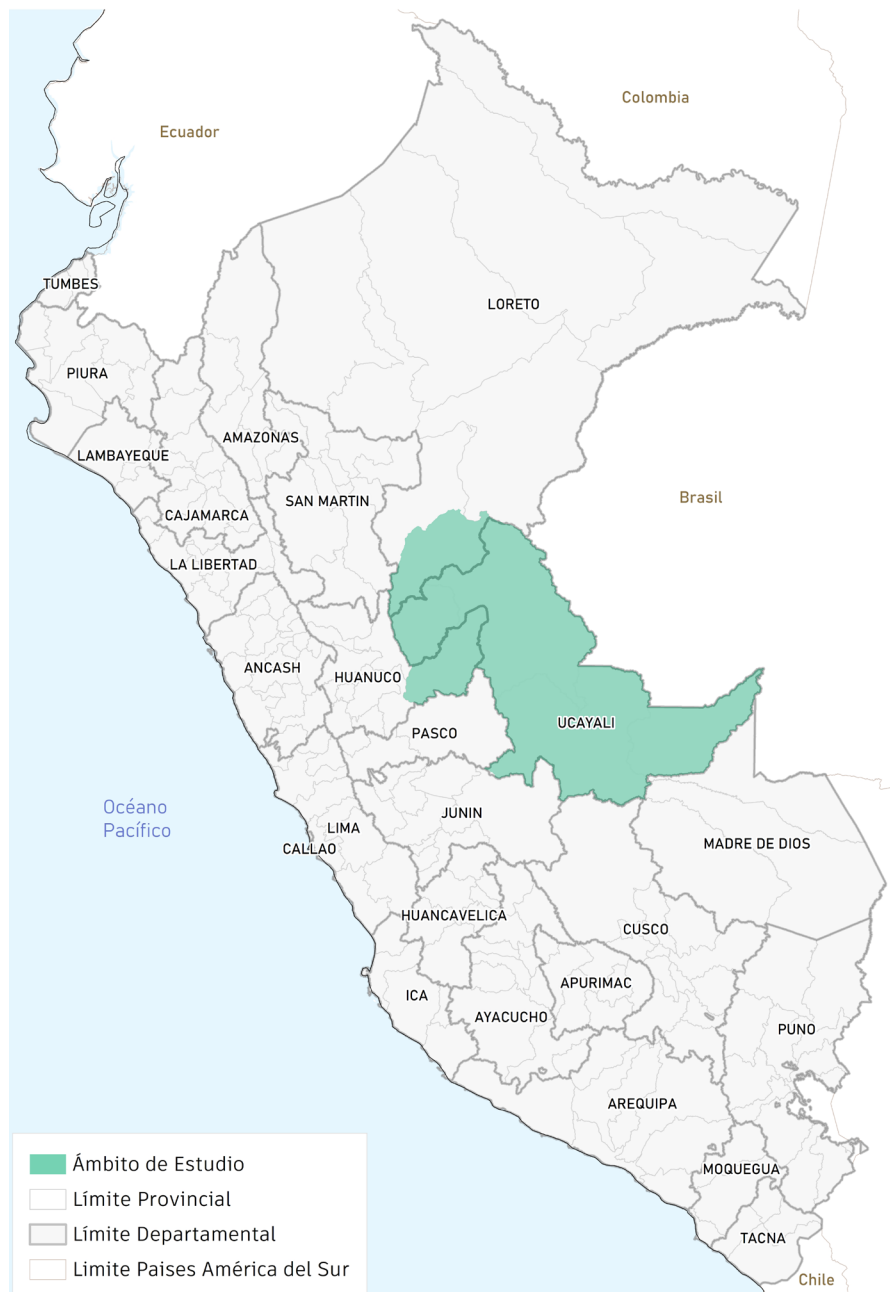 Colombia
Ecuador
TUMBES
LORETO
PIURA
AMAZONAS
LAMBAYEQUE
SAN MARTIN
Brasil
CAJAMARCA
LA LIBERTAD
ANCASH
HUANUCO
UCAYALI
PASCO
Océano
Pacífico
JUNIN
LIMA
MADRE DE DIOS
CALLAO
HUANCAVELICA
CUSCO
APURIMAC
ICA
AYACUCHO
PUNO
AREQUIPA
MOQUEGUA
TACNA
Chile
Ámbito de Estudio
Límite Provincial
Límite Departamental
Limite Paises América del Sur